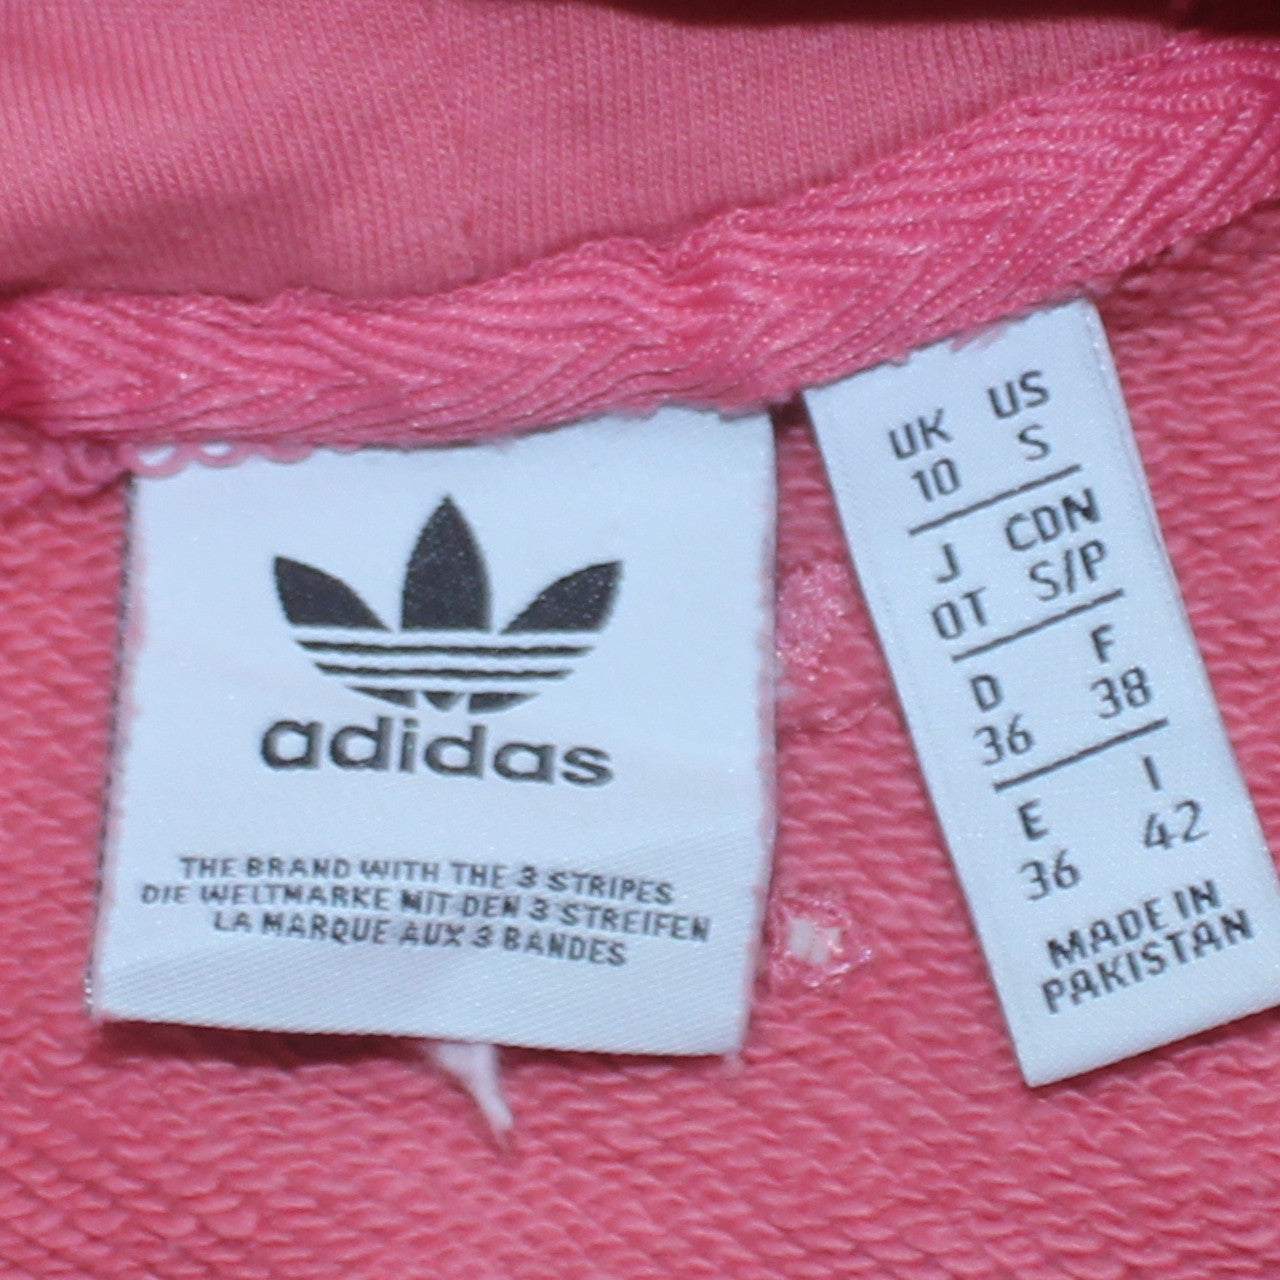 adidas
THE BRAND WITH THE 3 STRIPES
DIE WELTMARKE MIT DEN 3 STREIFEN
LA MARQUE AUX 3 BANDES
UK US
10 S
J CDN
OT S/P
D F
36 38
E I
36 42
MADE IN
PAKISTAN